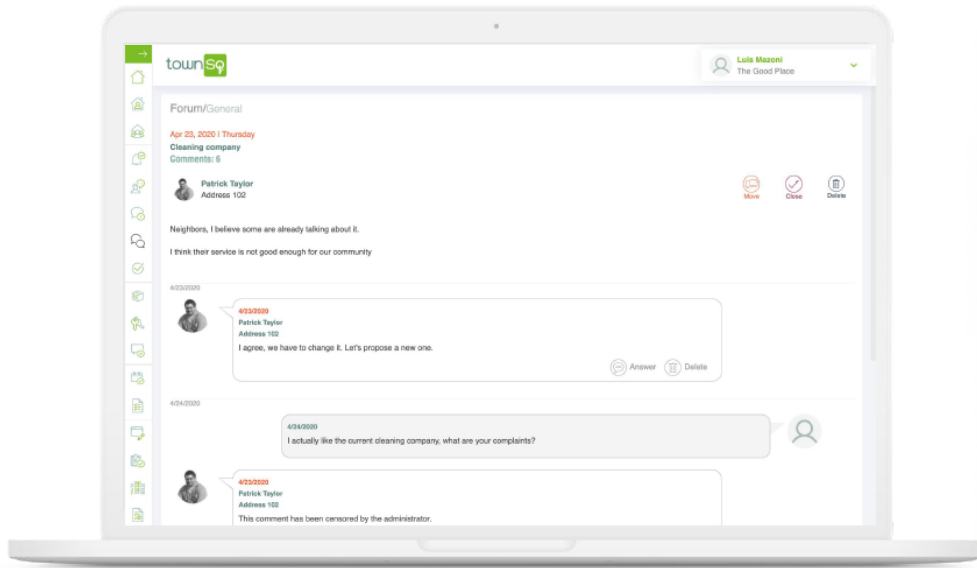 townSq
Luis Mazoni
The Good Place
Forum/General
Apr 23, 2020 | Thursday
Cleaning company
Comments: 6
Patrick Taylor
Address 102
Move
Close
Delete
Neighbors, I believe some are already talking about it.
I think their service is not good enough for our community
4/23/2020
4/23/2020
Patrick Taylor
Address 102
I agree, we have to change it. Let's propose a new one.
Answer
Delete
4/24/2020
4/24/2020
I actually like the current cleaning company, what are your complaints?
4/23/2020
Patrick Taylor
Address 102
This comment has been censored by the administrator.